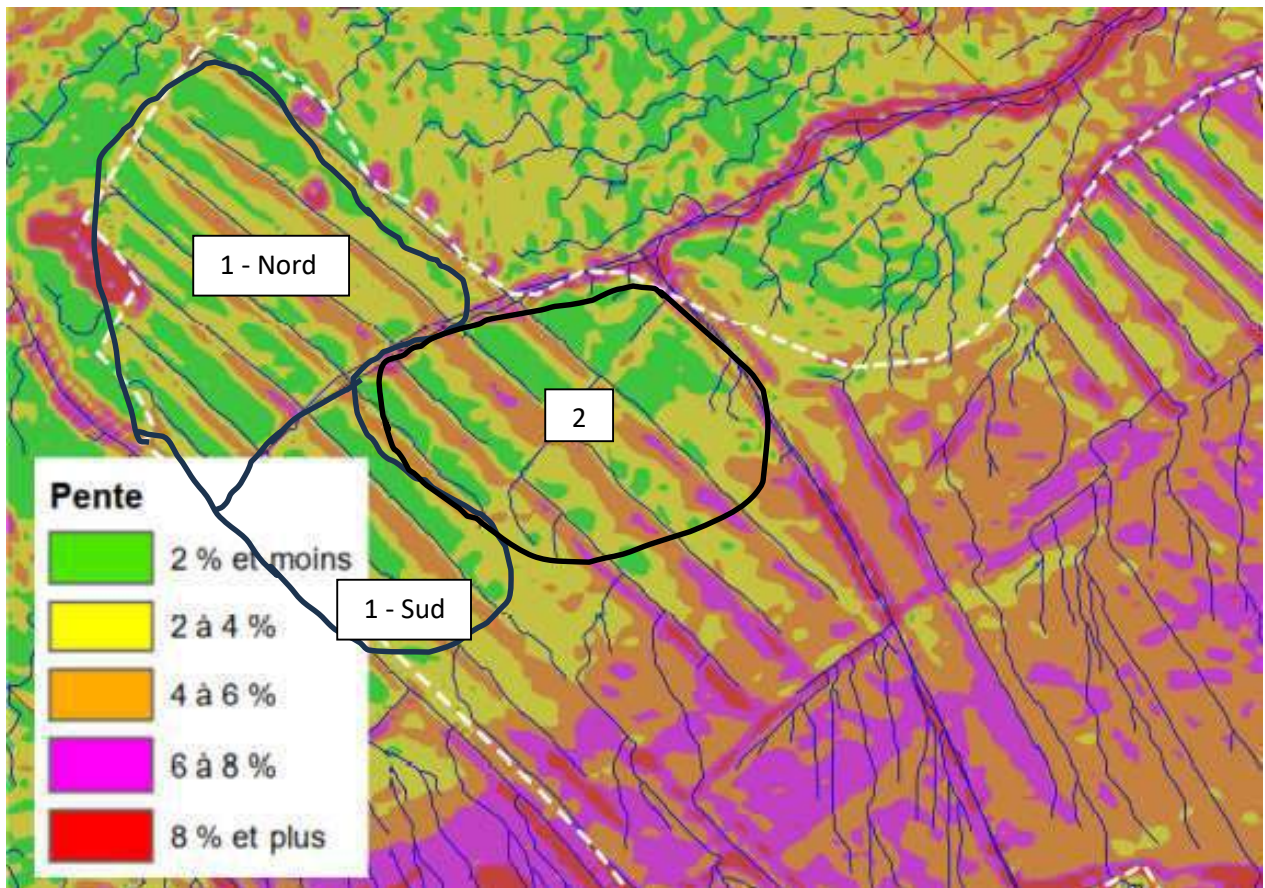 1 - Nord
2
1 - Sud
Pente
2 % et moins
2 à 4 %
4 à 6 %
6 à 8 %
8 % et plus